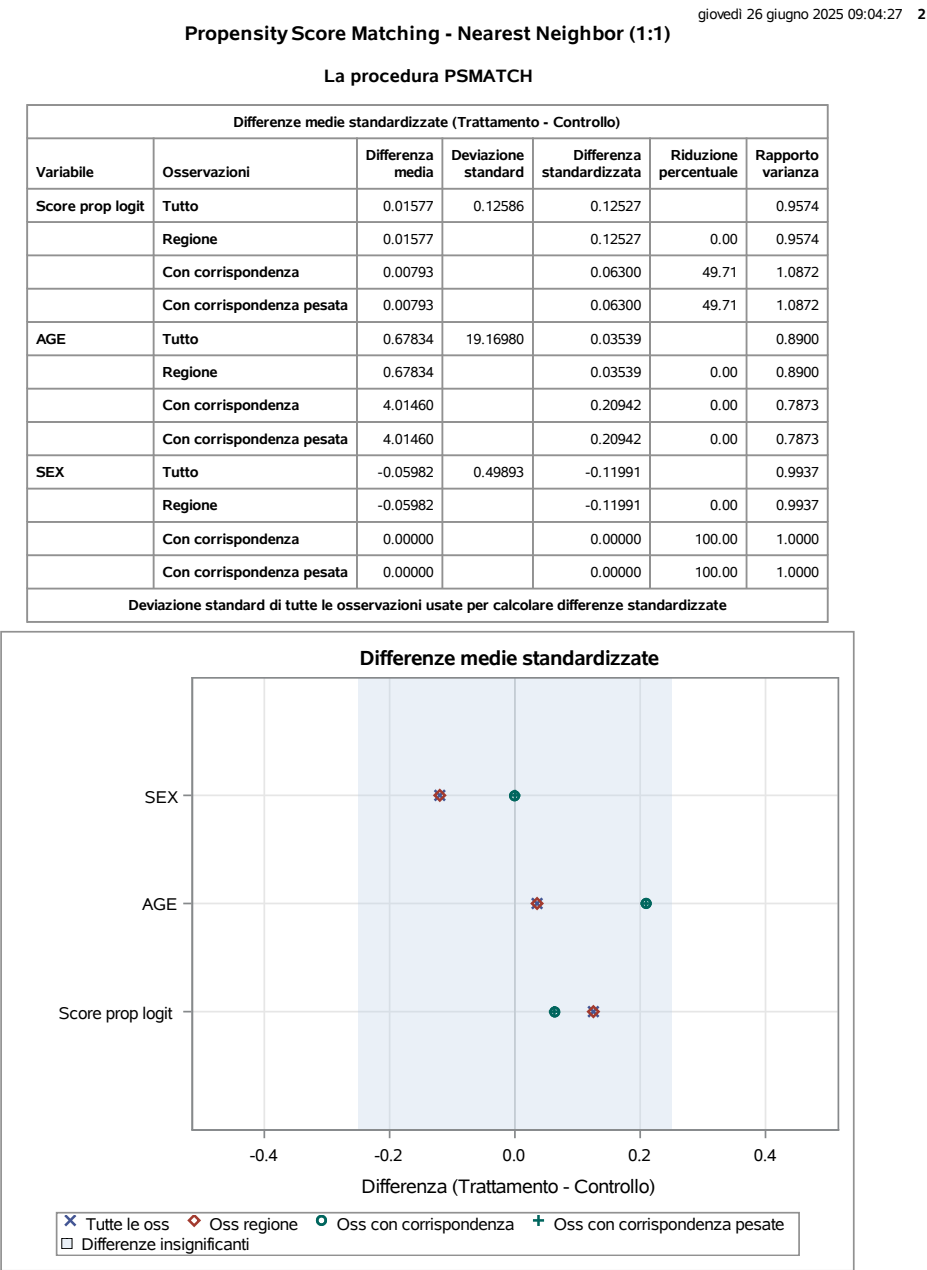 giovedì 26 giugno 2025 09:04:27 2
Propensity Score Matching - Nearest Neighbor (1:1)
La procedura PSMATCH
Differenze medie standardizzate (Trattamento - Controllo)
Variabile Osservazioni Differenza media Deviazione standard Differenza standardizzata Riduzione percentuale Rapporto varianza
Score prop logit Tutto 0.01577 0.12586 0.12527 0.9574
Regione 0.01577 0.12527 0.00 0.9574
Con corrispondenza 0.00793 0.06300 49.71 1.0872
Con corrispondenza pesata 0.00793 0.06300 49.71 1.0872
AGE Tutto 0.67834 19.16980 0.03539 0.8900
Regione 0.67834 0.03539 0.00 0.8900
Con corrispondenza 4.01460 0.20942 0.00 0.7873
Con corrispondenza pesata 4.01460 0.20942 0.00 0.7873
SEX Tutto -0.05982 0.49893 -0.11991 0.9937
Regione -0.05982 -0.11991 0.00 0.9937
Con corrispondenza 0.00000 0.00000 100.00 1.0000
Con corrispondenza pesata 0.00000 0.00000 100.00 1.0000
Deviazione standard di tutte le osservazioni usate per calcolare differenze standardizzate
Differenze medie standardizzate
SEX
AGE
Score prop logit
-0.4 -0.2 0.0 0.2 0.4
Differenza (Trattamento - Controllo)
Tutte le oss Oss regione Oss con corrispondenza Oss con corrispondenza pesate
Differenze insignificanti